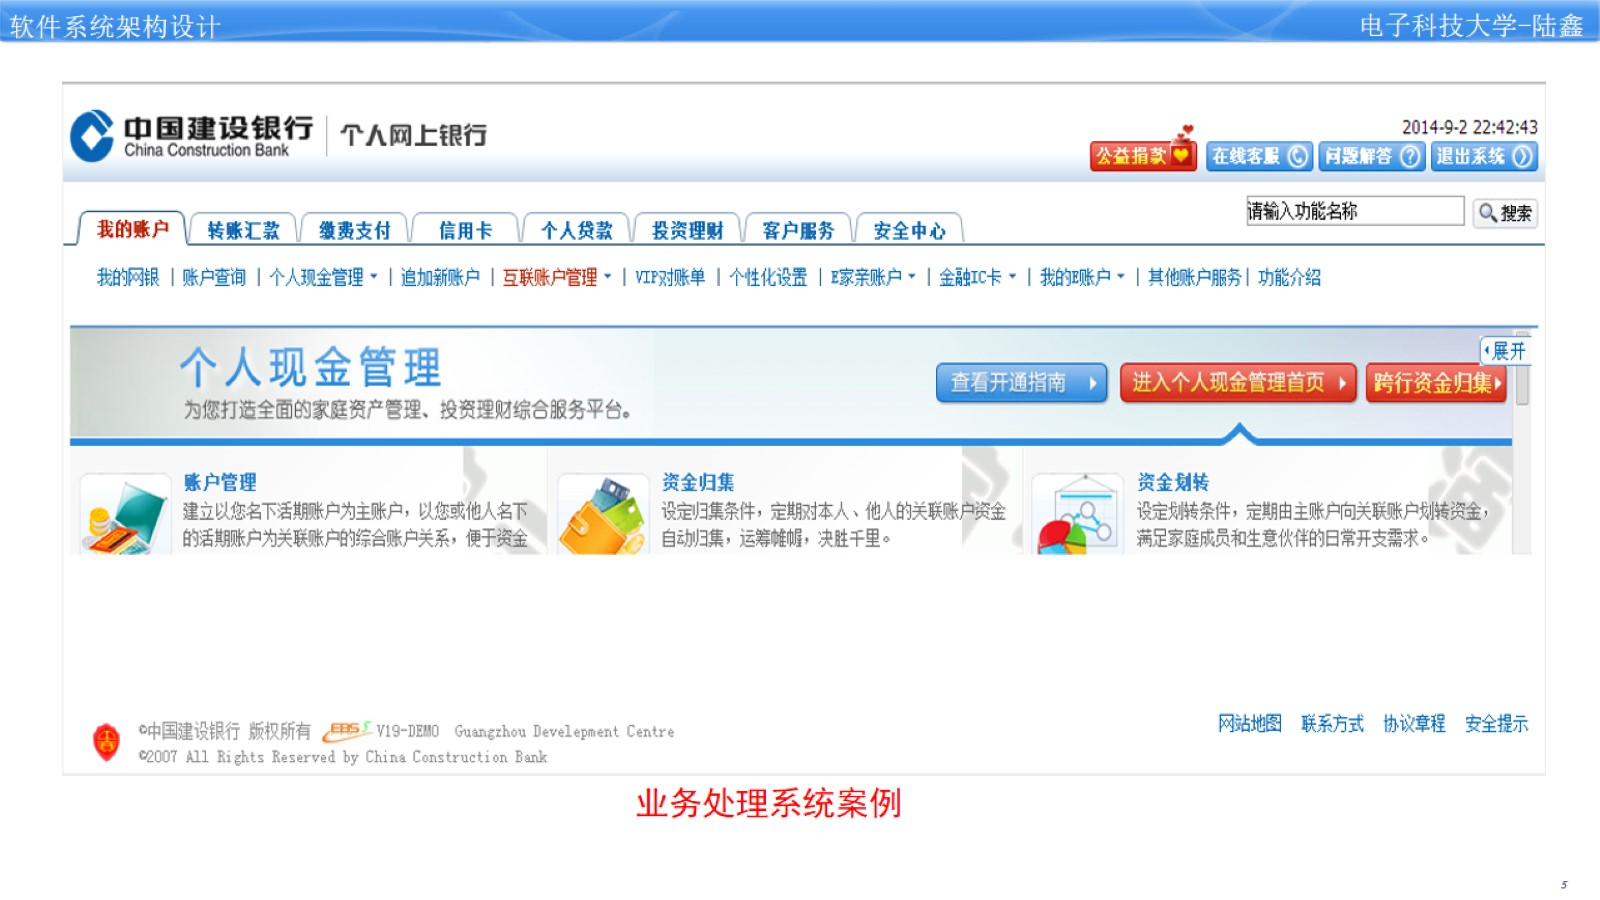 软件系统架构设计 电子科技大学-陆鑫
中国建设银行 个人网上银行
China Construction Bank
2014-9-2 22:42:43
公益捐款 在线客服 问题解答 退出系统
请输入功能名称 搜索
我的账户 转账汇款 缴费支付 信用卡 个人贷款 投资理财 客户服务 安全中心
我的网银 | 账户查询 | 个人现金管理 | 追加新账户 | 互联账户管理 | VIP对账单 | 个性化设置 | E家亲账户 | 金融IC卡 | 我的E账户 | 其他账户服务 | 功能介绍
展开
个人现金管理
为您打造全面的家庭资产管理、投资理财综合服务平台。
查看开通指南 进入个人现金管理首页 跨行资金归集
账户管理
建立以您名下活期账户为主账户，以您或他人名下
的活期账户为关联账户的综合账户关系，便于资金
资金归集
设定归集条件，定期对本人、他人的关联账户资金
自动归集，运筹帷幄，决胜千里。
资金划转
设定划转条件，定期由主账户向关联账户划转资金，
满足家庭成员和生意伙伴的日常开支需求。
©中国建设银行 版权所有 EBS5 V19-DEMO Guangzhou Develepment Centre
©2007 All Rights Reserved by China Construction Bank
网站地图 联系方式 协议章程 安全提示
业务处理系统案例
5